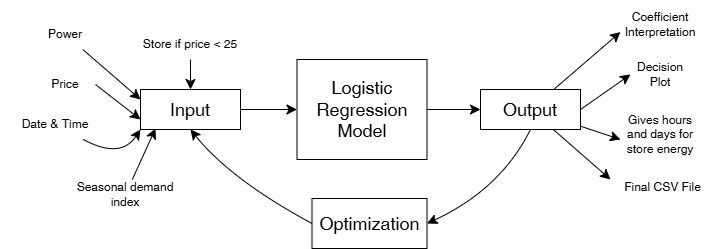 Power
Store if price < 25
Price
Date & Time
Input
Seasonal demand
index
Logistic
Regression
Model
Optimization
Output
Coefficient
Interpretation
Decision
Plot
Gives hours
and days for
store energy
Final CSV File